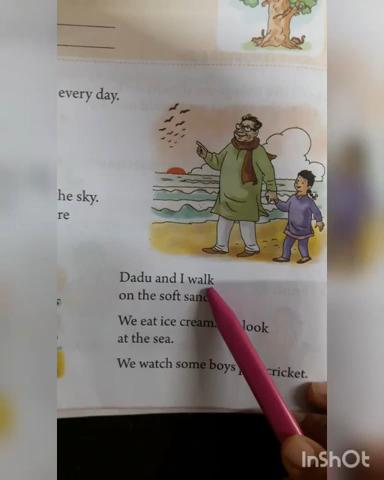 every day.
he sky.
re
Dadu and I walk
on the soft sand
We eat ice cream. look
at the sea.
We watch some boys cricket.
InShOt